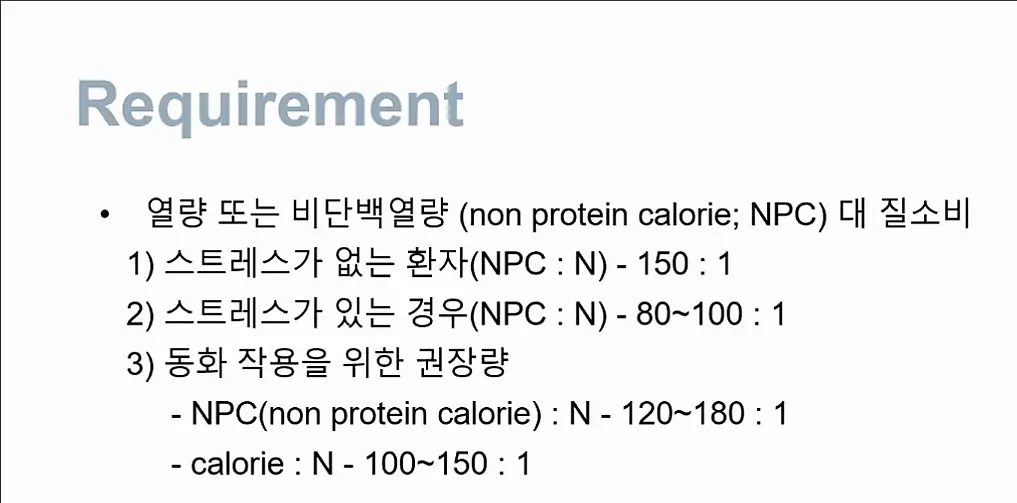 Requirement
• 열량 또는 비단백열량 (non protein calorie; NPC) 대 질소비
1) 스트레스가 없는 환자(NPC : N) - 150 : 1
2) 스트레스가 있는 경우(NPC : N) - 80~100 : 1
3) 동화 작용을 위한 권장량
- NPC(non protein calorie) : N - 120~180 : 1
- calorie : N - 100~150 : 1